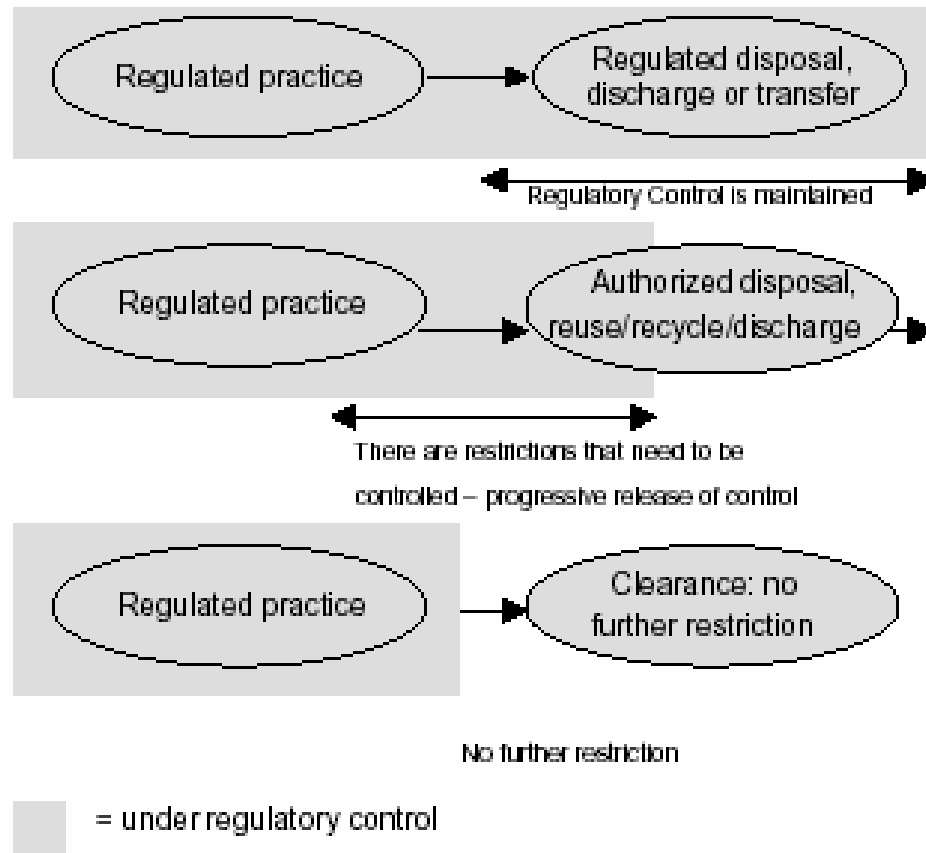 Regulated practice
Regulated disposal,
discharge or transfer
Regulatory Control is maintained
Regulated practice
Authorized disposal,
reuse/recycle/discharge
There are restrictions that need to be
controlled – progressive release of control
Regulated practice
Clearance: no
further restriction
No further restriction
= under regulatory control